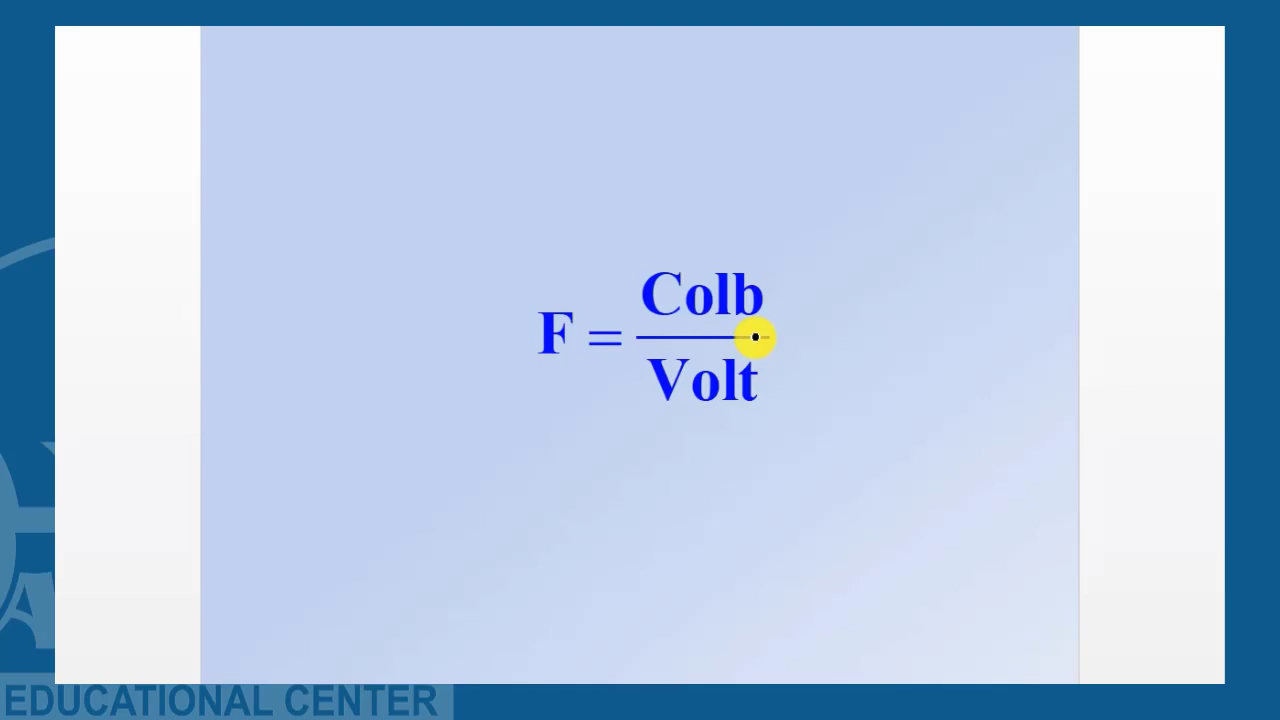 F = Colb / Volt
EDUCATIONAL CENTER